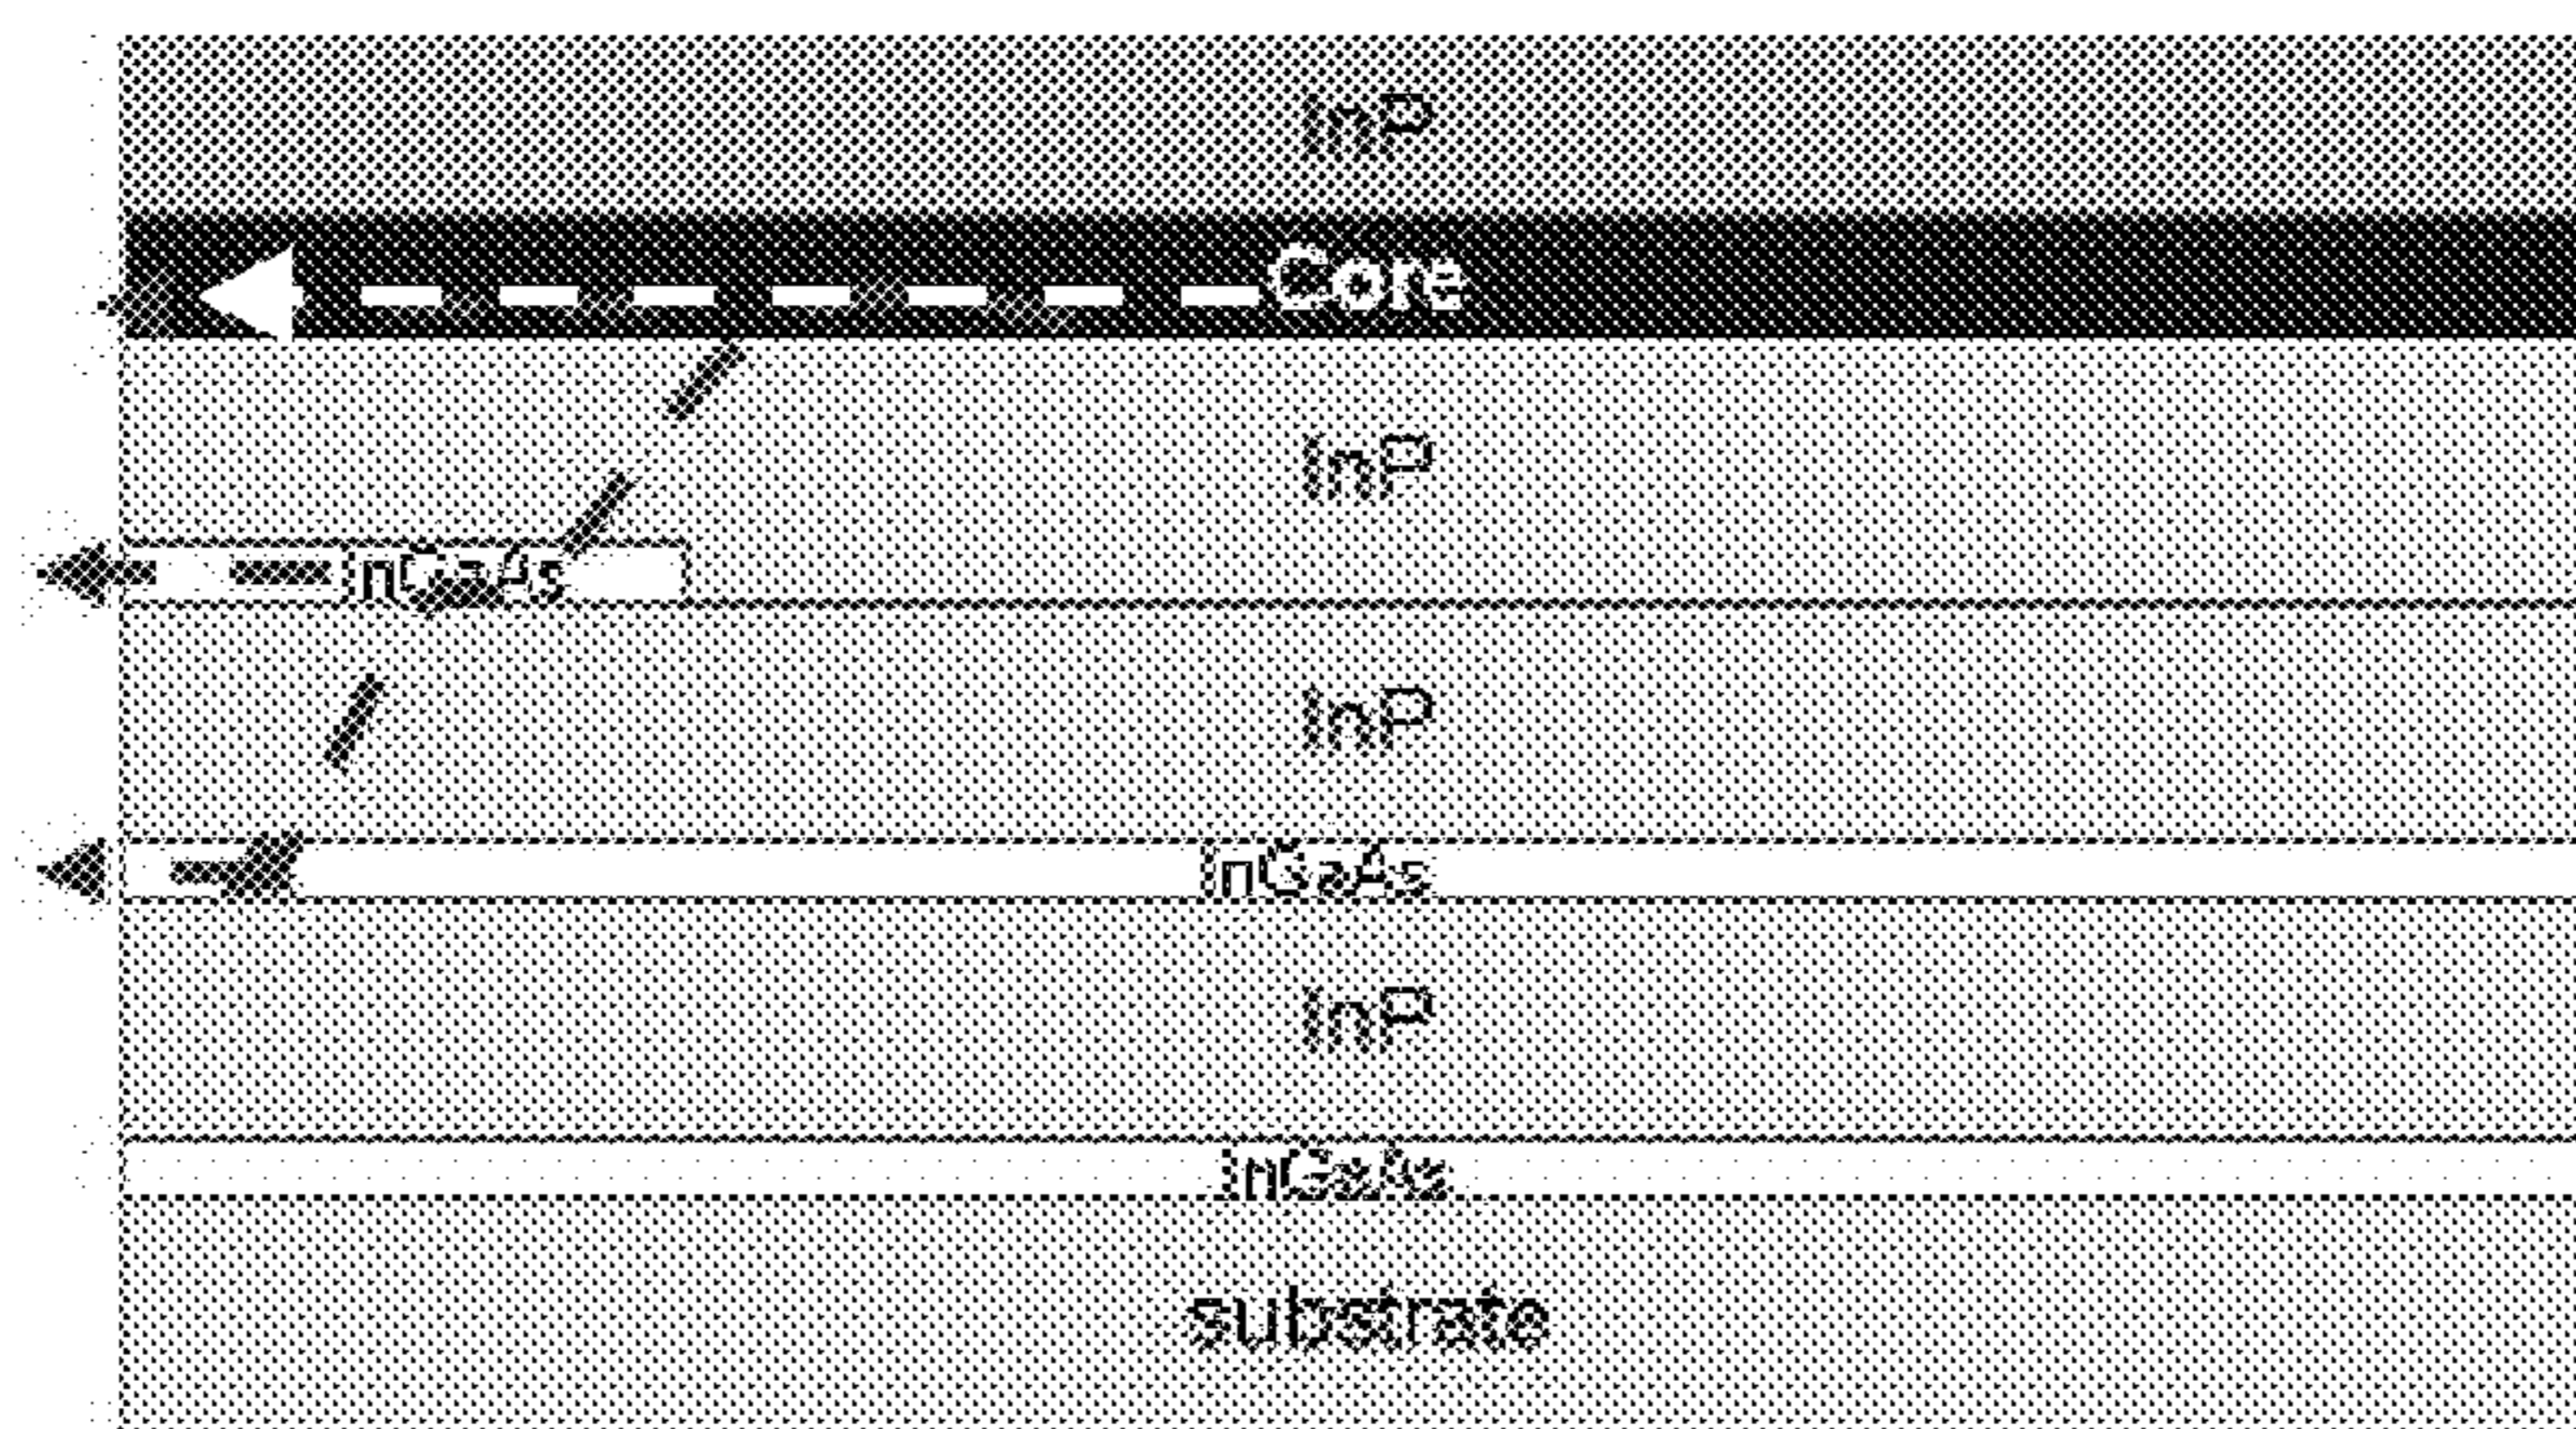 InP
Core
InP
InGaAs
InP
InGaAs
InP
InGaAs
substrate